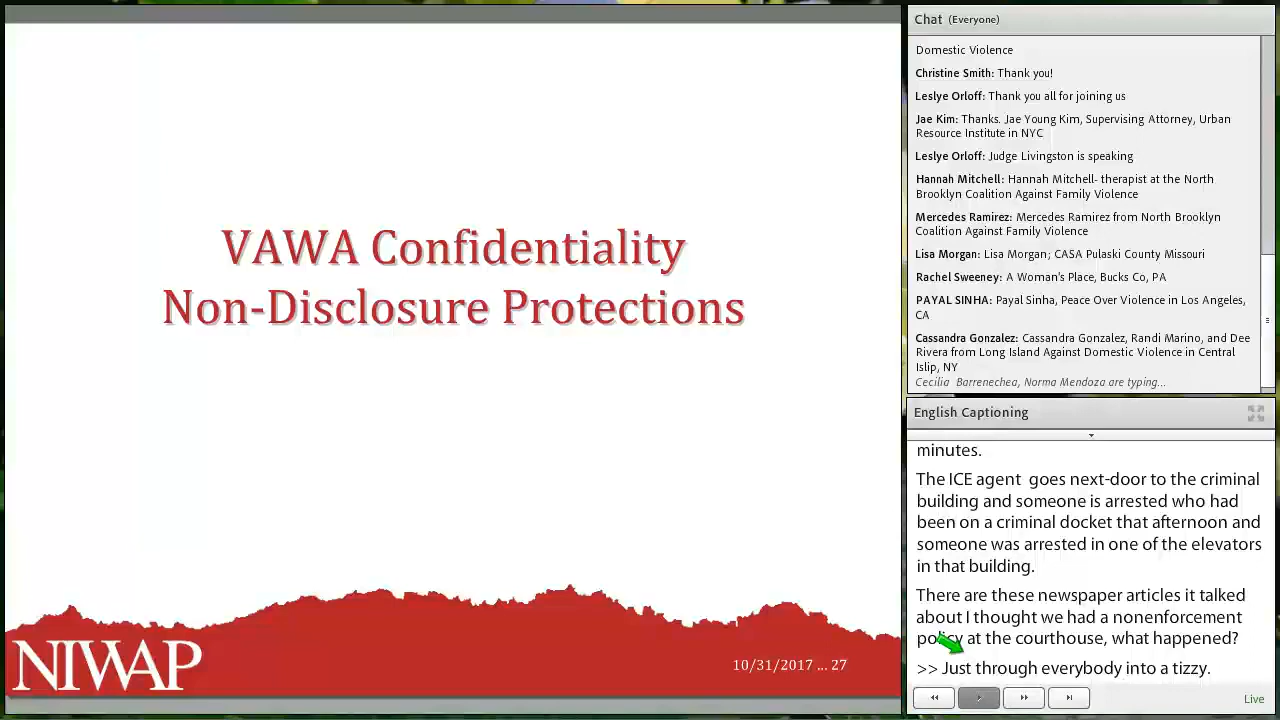 VAWA Confidentiality
Non-Disclosure Protections
NIWAP
10/31/2017 ... 27
Chat (Everyone)
Domestic Violence
Christine Smith: Thank you!
Leslye Orloff: Thank you all for joining us
Jae Kim: Thanks. Jae Young Kim, Supervising Attorney, Urban
Resource Institute in NYC
Leslye Orloff: Judge Livingston is speaking
Hannah Mitchell: Hannah Mitchell- therapist at the North
Brooklyn Coalition Against Family Violence
Mercedes Ramirez: Mercedes Ramirez from North Brooklyn
Coalition Against Family Violence
Lisa Morgan: Lisa Morgan, CASA Pulaski County Missouri
Rachel Sweeney: A Woman's Place, Bucks Co, PA
PAYAL SINHA: Payal Sinha, Peace Over Violence in Los Angeles,
CA
Cassandra Gonzalez: Cassandra Gonzalez, Randi Marino, and Dee
Rivera from Long Island Against Domestic Violence in Central
Islip, NY
Cecilia Barrenechea, Norma Mendoza are typing...
English Captioning
minutes.
The ICE agent goes next-door to the criminal
building and someone is arrested who had
been on a criminal docket that afternoon and
someone was arrested in one of the elevators
in that building.
There are these newspaper articles it talked
about I thought we had a nonenforcement
policy at the courthouse, what happened?
>> Just through everybody into a tizzy.
Live